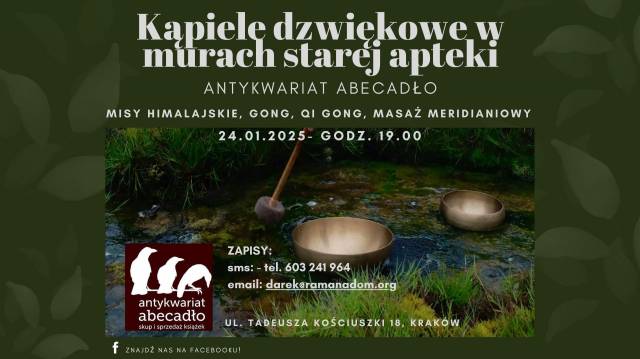 Kąpiele dzwiękowe w
murach starej apteki
ANTYKWARIAT ABECADŁO
MISY HIMALAJSKIE, GONG, QI GONG, MASAŻ MERIDIANIOWY
24.01.2025- GODZ. 19.00
ZAPISY:
sms: - tel. 603 241 964
email: darek@ramanadom.org
antykwariat
abecadło
skup i sprzedaż książek
UL. TADEUSZA KOŚCIUSZKI 18, KRAKÓW
f ZNAJDŹ NAS NA FACEBOOKU!